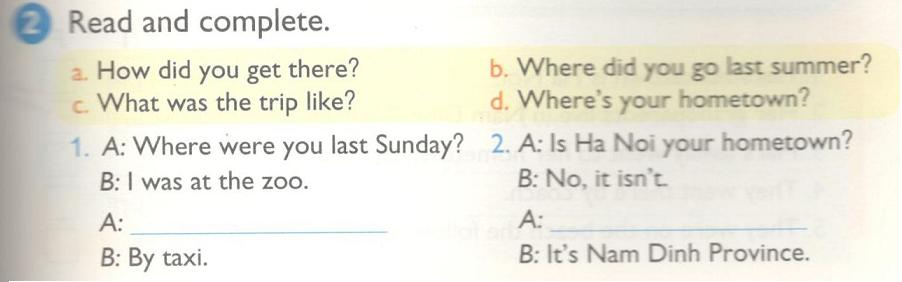 2 Read and complete.
a. How did you get there? b. Where did you go last summer?
c. What was the trip like? d. Where's your hometown?
1. A: Where were you last Sunday? 2. A: Is Ha Noi your hometown?
B: I was at the zoo. B: No, it isn't.
A: ____________________ A: ____________________
B: By taxi. B: It's Nam Dinh Province.